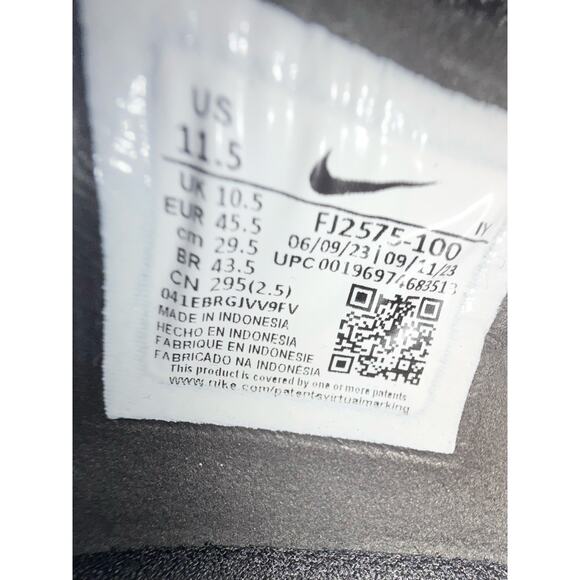 US
11.5
UK 10.5
EUR 45.5
cm 29.5
BR 43.5
CN 295(2.5)
041EBRGJVV9FV
MADE IN INDONESIA
HECHO EN INDONESIA
FABRIQUE EN INDONESIE
FABRICADO NA INDONÉSIA
This product is covered by one or more patents
www.nike.com/patentsvirtualmarking
IY
FJ2575-100
06/09/23 | 09/11/23
UPC 00196974683513